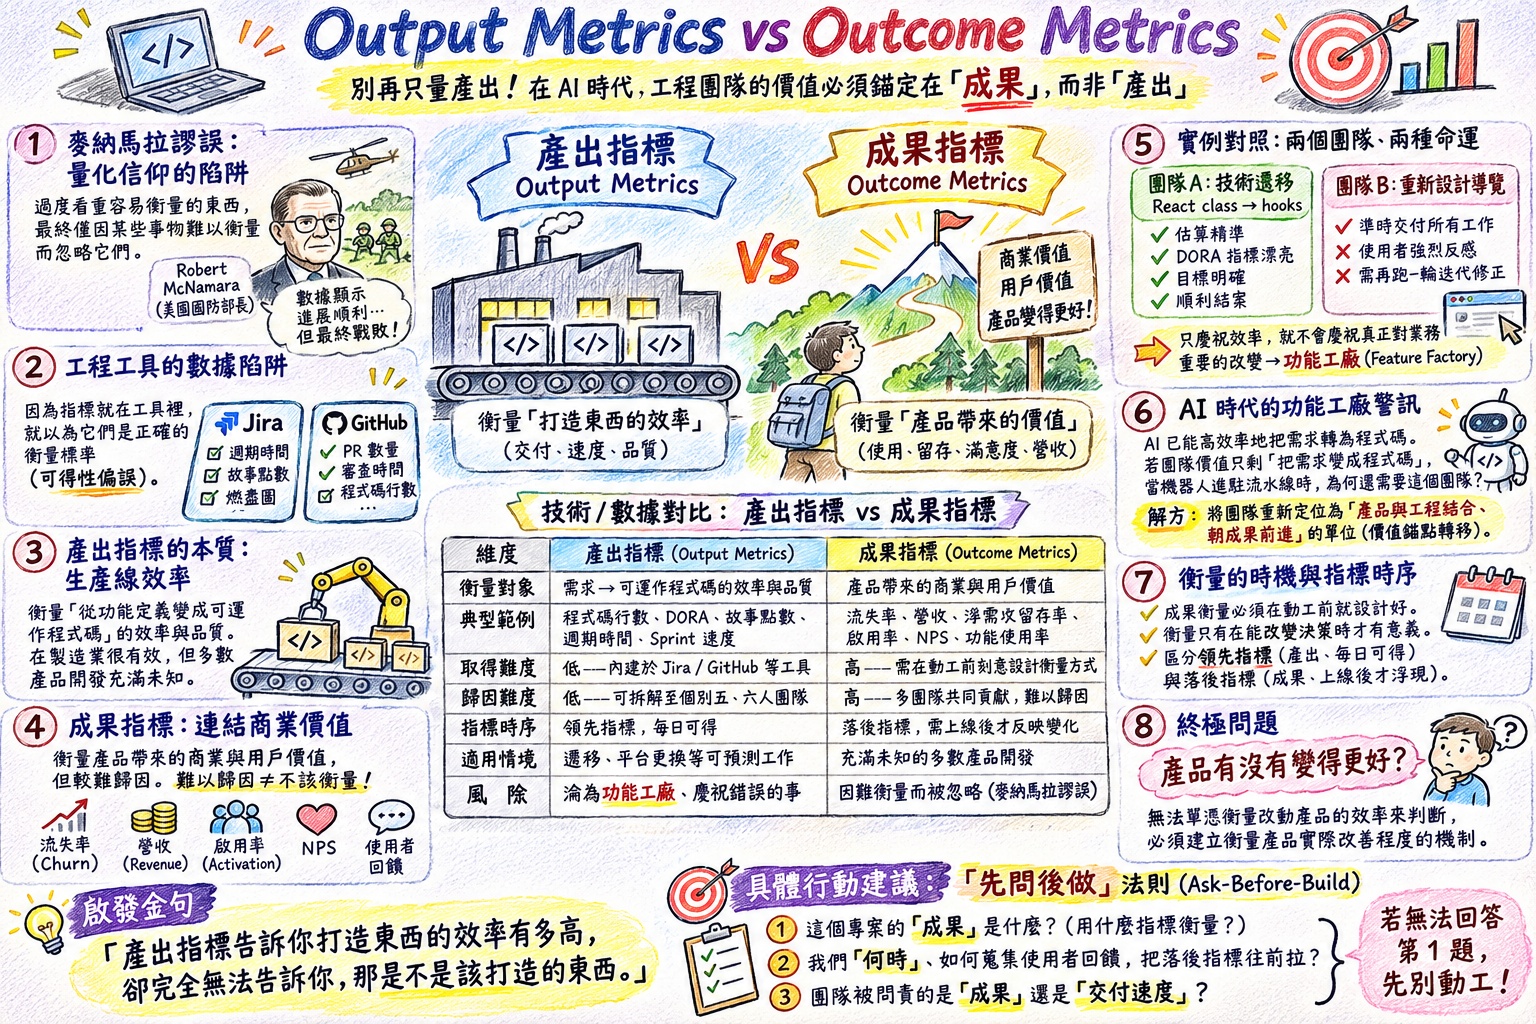 Output Metrics vs Outcome Metrics
別再只量產出！在 AI 時代，工程團隊的價值必須錨定在「成果」，而非「產出」
1 麥納馬拉謬誤：
量化信仰的陷阱
過度看重容易衡量的東西，
最終僅因某些事物難以衡量
而忽略它們。
Robert
McNamara
(美國國防部長)
數據顯示
進展順利…
但最終戰敗！
2 工程工具的數據陷阱
因為指標就在工具裡，
就以為它們是正確的
衡量標率
(可得性偏誤)。
Jira
週期時間
故事點數
燃盡圖
…
GitHub
PR 數量
審查時間
程式碼行數
…
3 產出指標的本質：
生產線效率
衡量「從功能定義變成可運
作程式碼」的效率與品質。
在製造業很有效，但多數
產品開發充滿未知。
</>
</>
</>
4 成果指標：連結商業價值
衡量產品帶來的商業與用戶價值，
但較難歸因。難以歸因 ≠ 不該衡量！
流失率
(Churn)
營收
(Revenue)
啟用率
(Activation)
NPS
使用者
回饋
</>
產出指標
Output Metrics
</>
</>
</>
衡量「打造東西的效率」
(交付、速度、品質)
VS
成果指標
Outcome Metrics
商業價值
用戶價值
產品變得更好!
衡量「產品帶來的價值」
(使用、留存、滿意度、營收)
技術/數據對比：產出指標 vs 成果指標
維度 產出指標 (Output Metrics) 成果指標 (Outcome Metrics)
衡量對象 需求→可運作程式碼的效率與品質 產品帶來的商業與用戶價值
典型範例 程式碼行數、DORA、故事點數、 流失率、營收、淨需攻留存率、
週期時間、Sprint 速度 啟用率、NPS、功能使用率
取得難度 低——內建於 Jira / GitHub 等工具 高——需在動工前刻意設計衡量方式
歸因難度 低——可拆解至個別五、六人團隊 高——多團隊共同貢獻，難以歸因
指標時序 領先指標，每日可得 落後指標，需上線後才反映變化
適用情境 遷移、平台更換等可預測工作 充滿未知的多數產品開發
風 險 淪為功能工廠、慶祝錯誤的事 因難衡量而被忽略 (麥納馬拉謬誤)
5 實例對照：兩個團隊、兩種命運
團隊A：技術遷移
React class → hooks
估算精準
DORA 指標漂亮
目標明確
順利結案
團隊B：重新設計導覽
準時交付所有工作
使用者強烈反感
需再跑一輪迭代修正
只慶祝效率，就不會慶祝真正對業務
重要的改變→功能工廠 (Feature Factory)
6 AI 時代的功能工廠警訊
AI 已能高效率地把需求轉為程式碼。
若團隊價值只剩「把需求變成程式碼」，
當機器人進駐流水線時，為何還需要這個團隊？
</>
解方：將團隊重新定位為「產品與工程結合、
朝成果前進」的單位 (價值錨點轉移)。
7 衡量的時機與指標時序
成果衡量必須在動工前就設計好。
衡量只有在能改變決策時才有意義。
區分領先指標 (產出、每日可得)
與落後指標 (成果、上線後才浮現)。
8 終極問題
產品有沒有變得更好？
?
無法單憑衡量改動產品的效率來判斷，
必須建立衡量產品實際改善程度的機制。
啟發金句
「產出指標告訴你打造東西的效率有多高，
卻完全無法告訴你，那是不是該打造的東西。」
具體行動建議：「先問後做」法則 (Ask-Before-Build)
1 這個專案的「成果」是什麼？(用什麼指標衡量？)
2 我們「何時」、如何蒐集使用者回饋，把落後指標往前拉？
3 團隊被問責的是「成果」還是「交付速度」？
若無法回答
第 1 題，
先別動工！